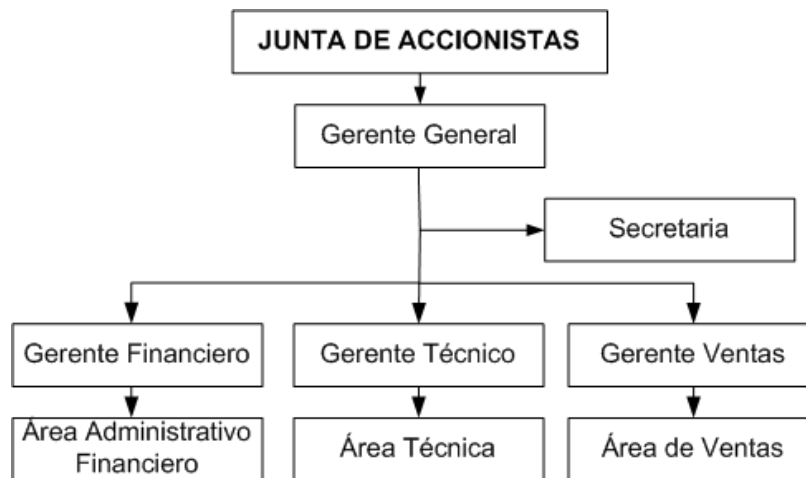 JUNTA DE ACCIONISTAS
Gerente General
Secretaria
Gerente Financiero
Gerente Técnico
Gerente Ventas
Área Administrativo
Financiero
Área Técnica
Área de Ventas